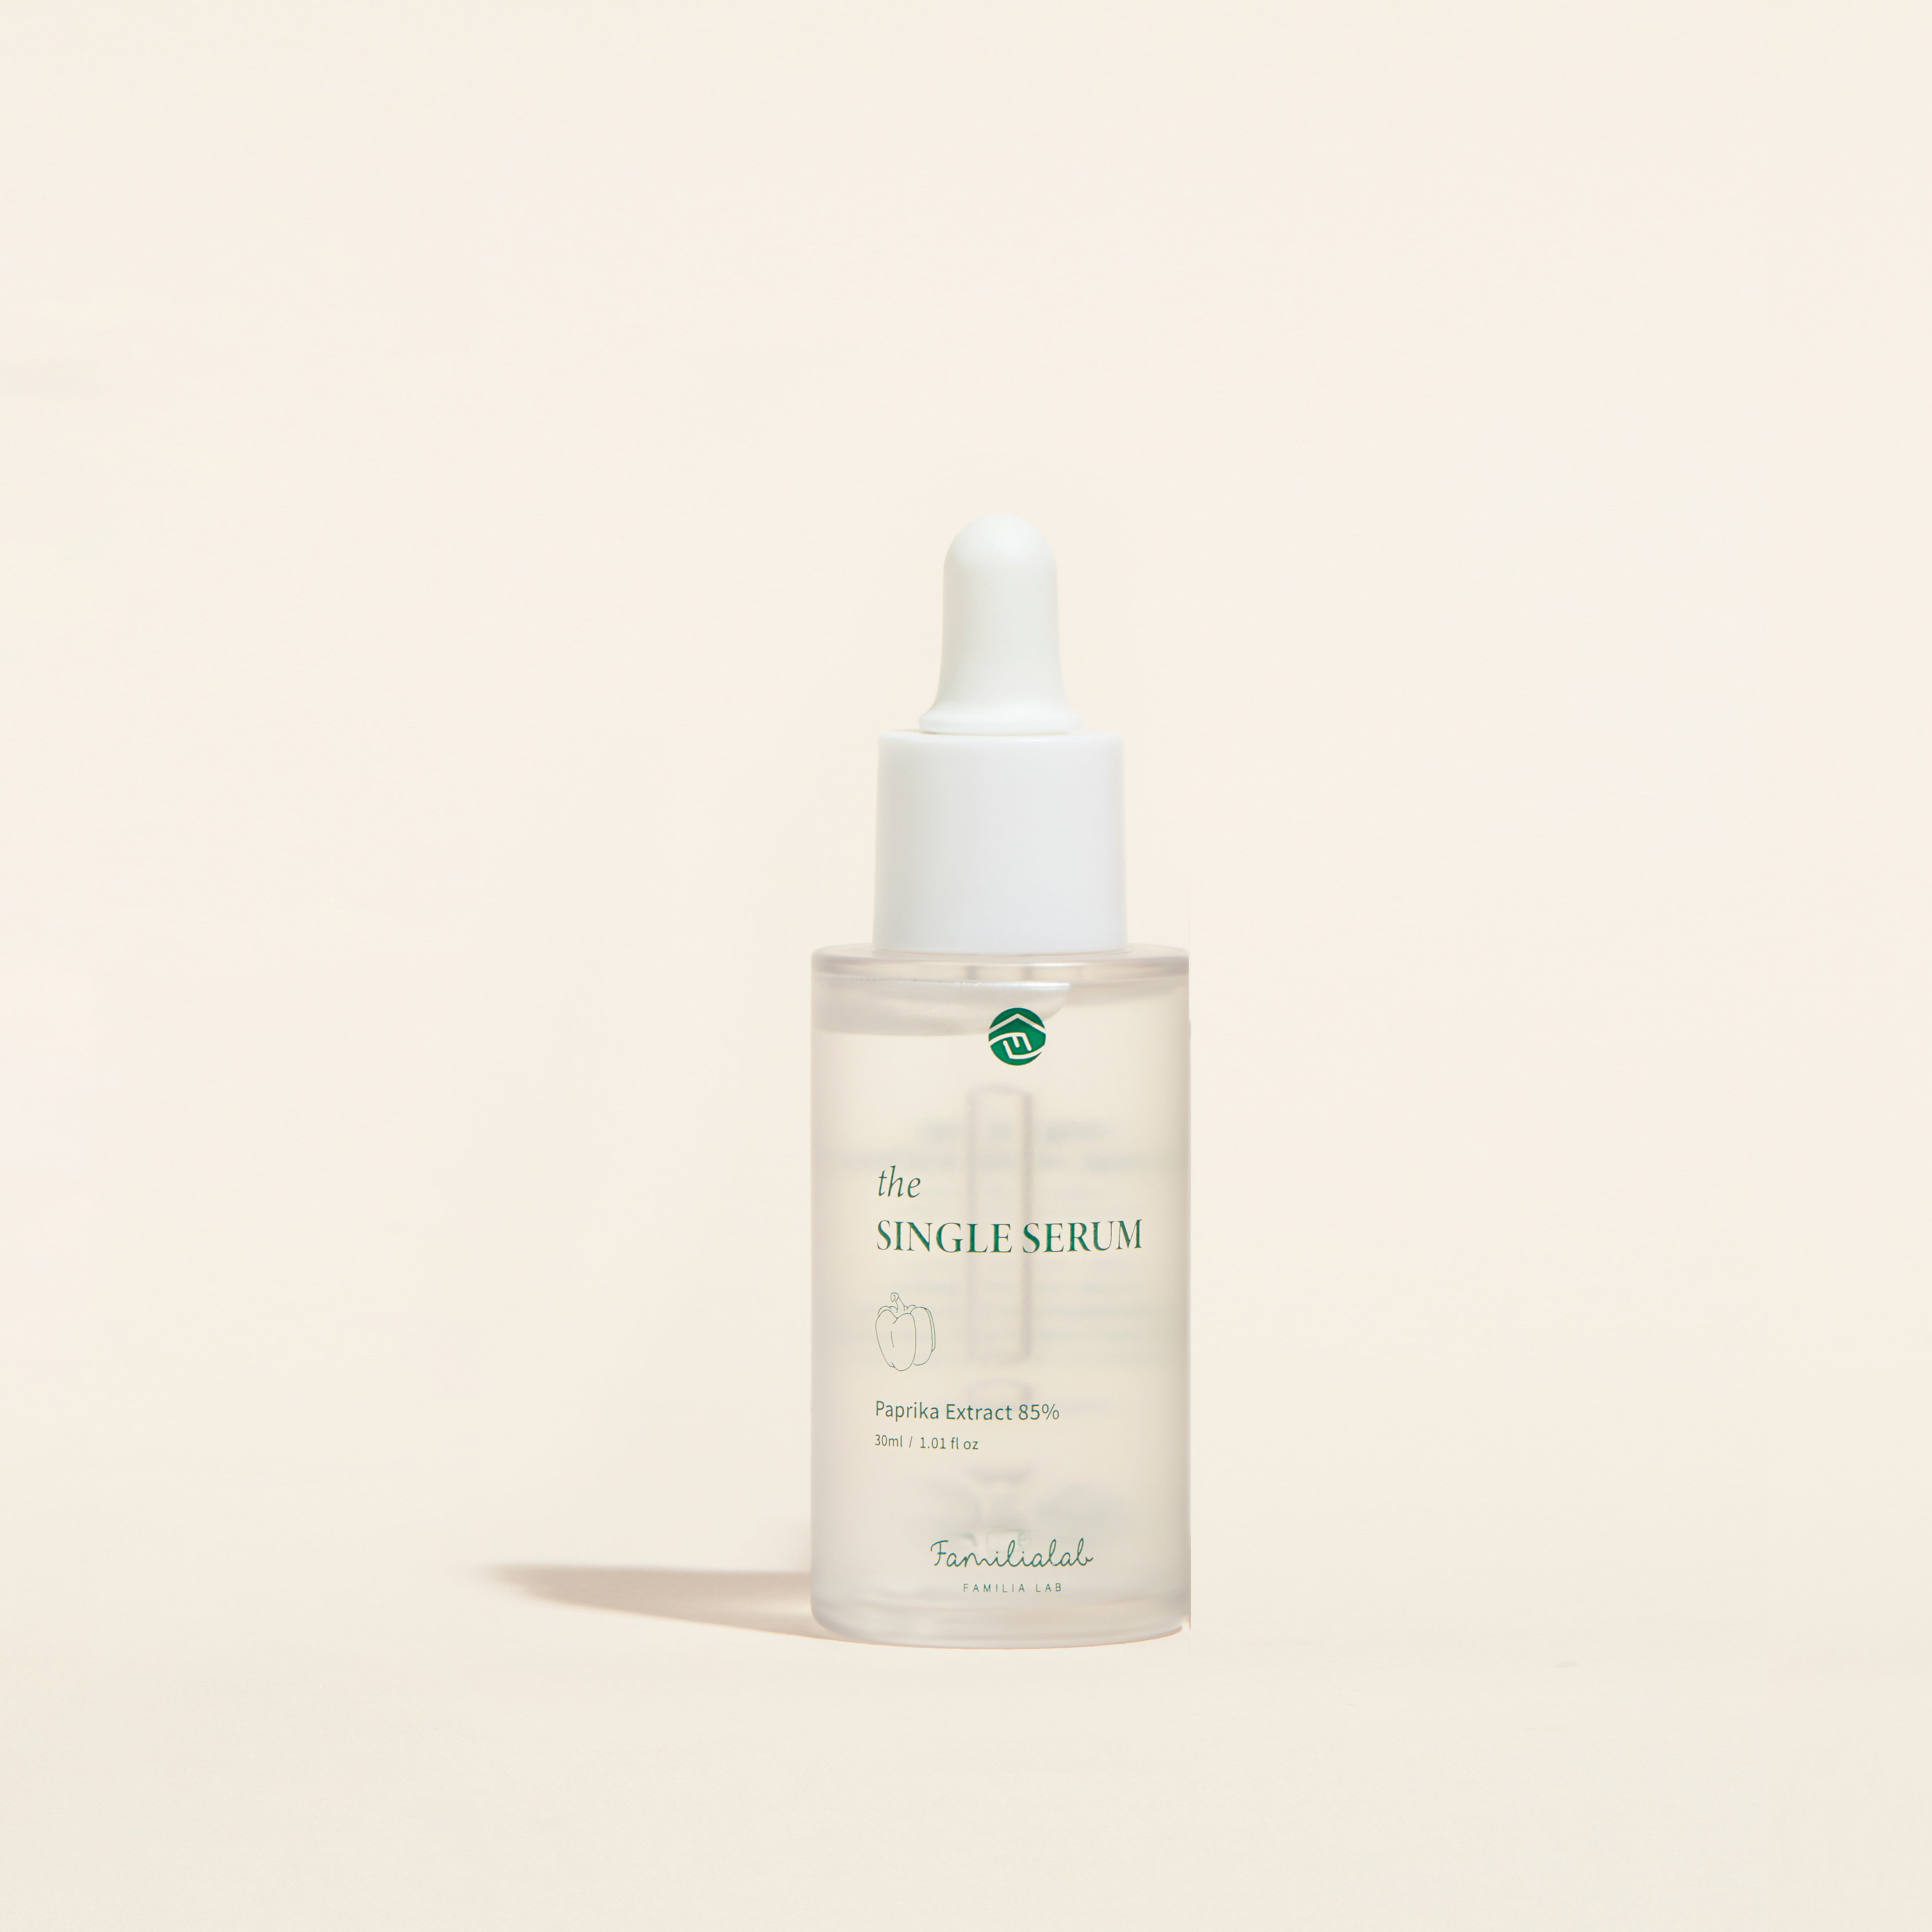 the
SINGLE SERUM
Paprika Extract 85%
30ml / 1.01 fl oz
Familialab
FAMILIA LAB